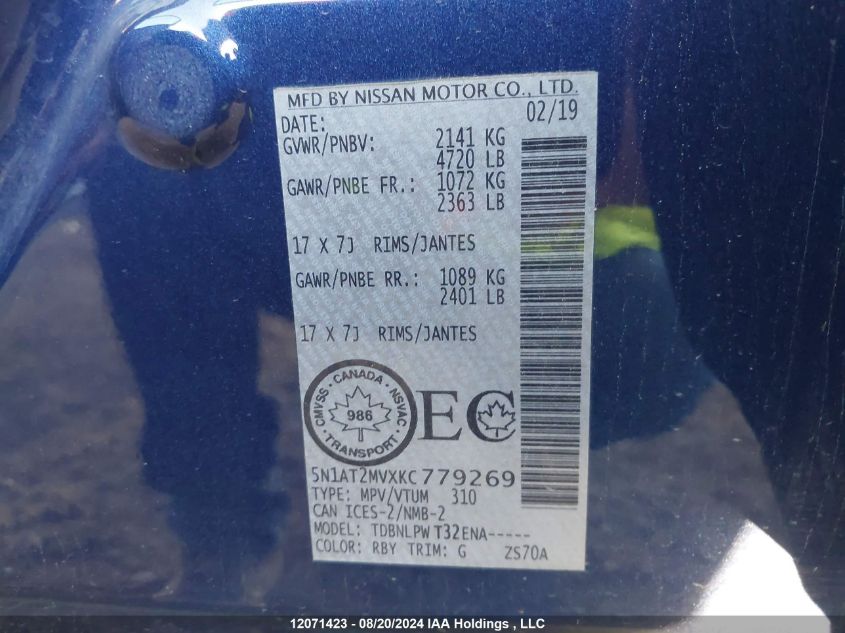 MFD BY NISSAN MOTOR CO., LTD.
DATE: 02/19
GVWR/PNBV: 2141 KG
4720 LB
GAWR/PNBE FR.: 1072 KG
2363 LB
17 X 7J RIMS/JANTES
GAWR/PNBE RR.: 1089 KG
2401 LB
17 X 7J RIMS/JANTES
CANADA
CMVSS NSVAC
986
TRANSPORT
EC
5N1AT2MVXKC779269
TYPE: MPV/VTUM 310
CAN ICES-2/NMB-2
MODEL: TDBNLPW T32ENA-----
COLOR: RBY TRIM: G ZS70A
12071423 - 08/20/2024 IAA Holdings , LLC